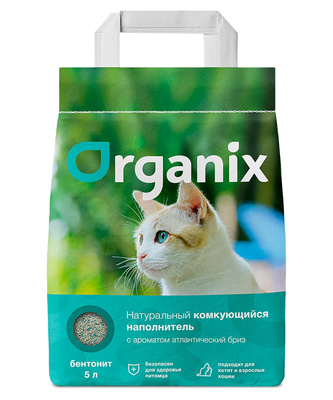 Organix
Натуральный комкующийся
наполнитель
с ароматом атлантический бриз
бентонит
5 л
безопасен
для здоровья
питомца
подходит для
котят и взрослых
кошек